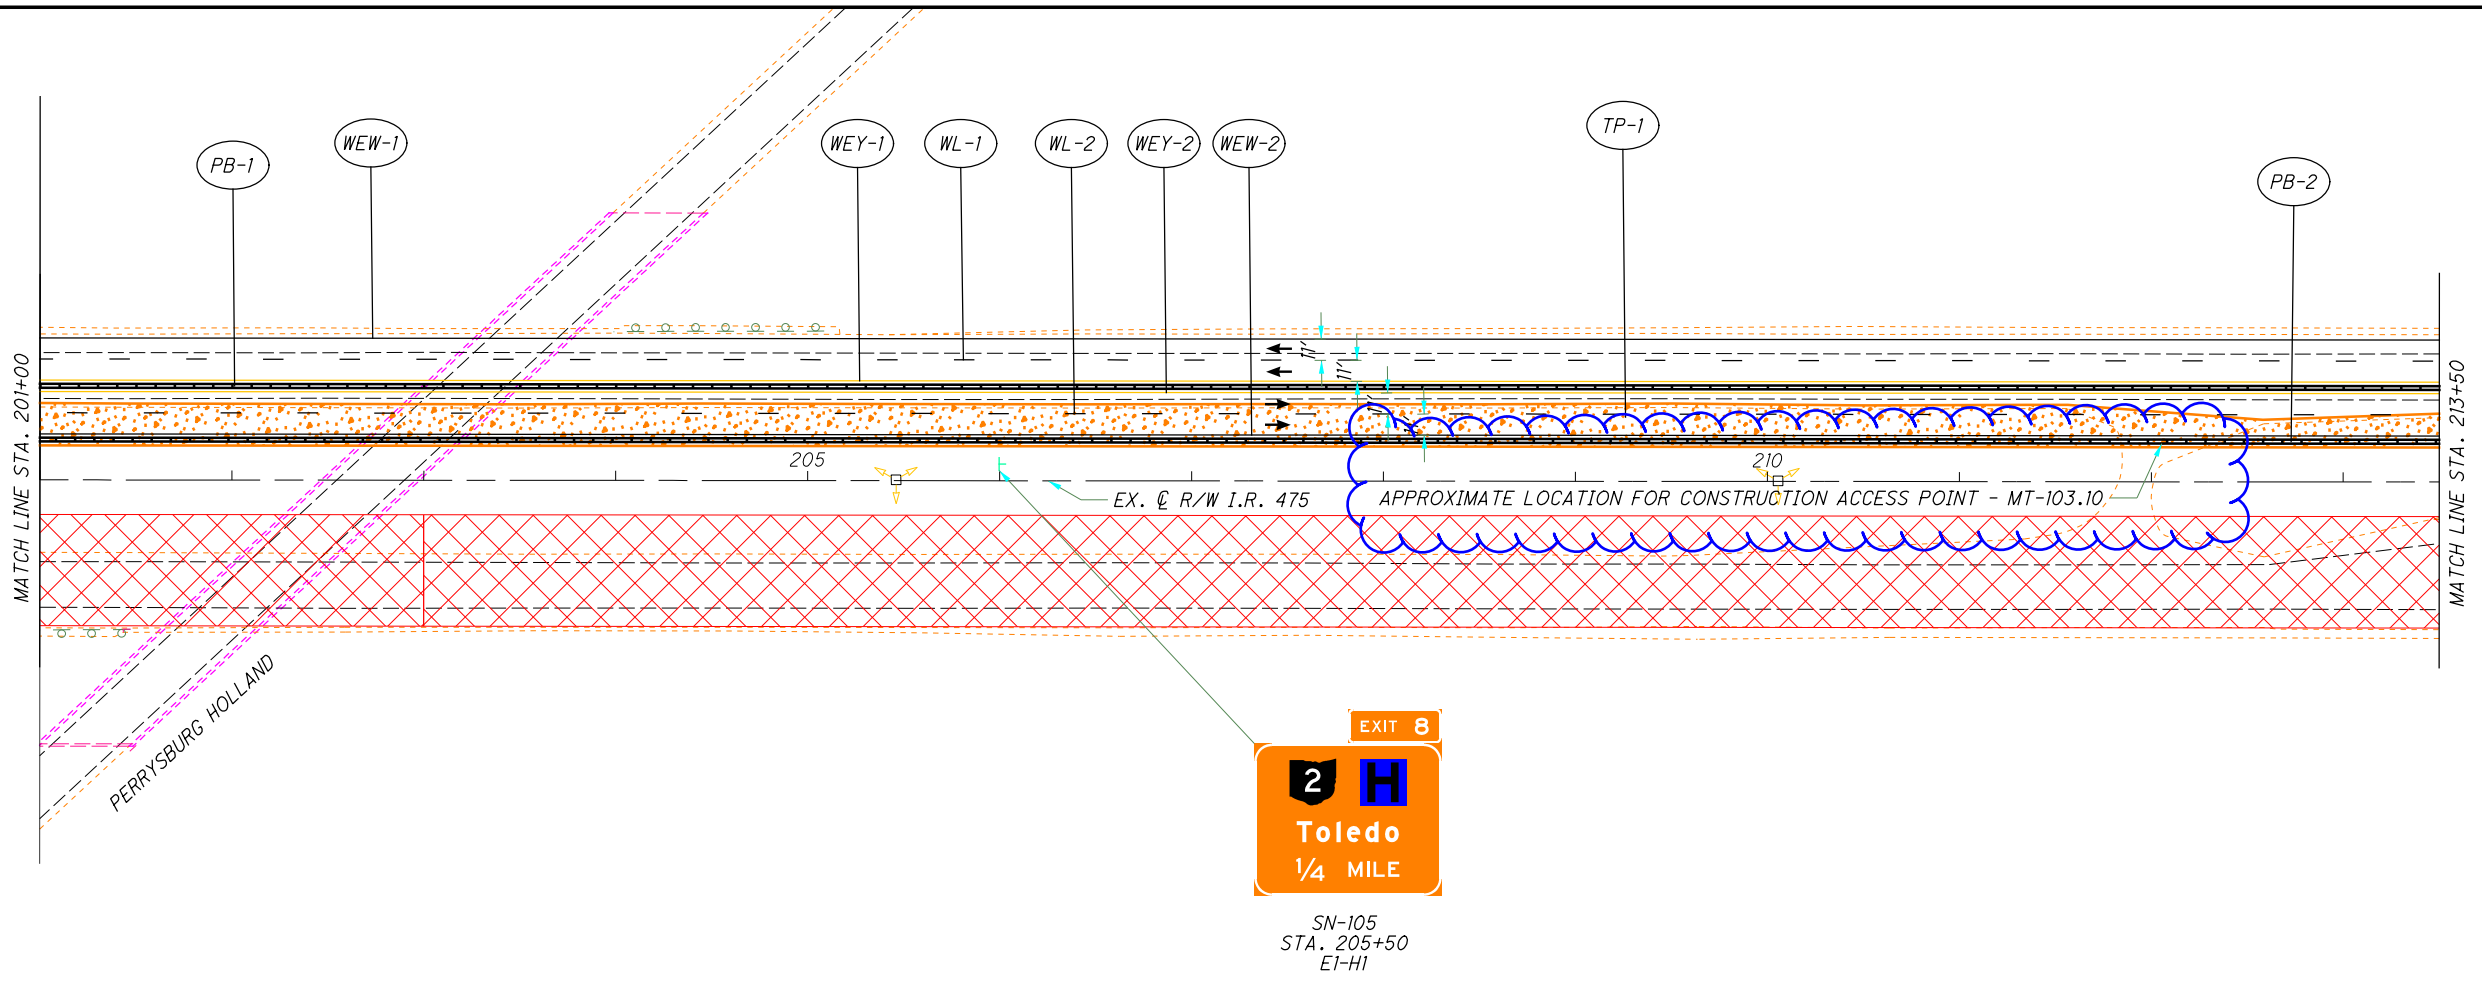 PB-1
WEW-1
WEY-1
WL-1
WL-2
WEY-2
WEW-2
TP-1
PB-2
MATCH LINE STA. 201+00
MATCH LINE STA. 213+50
11'
11'
205
210
EX. ℄ R/W I.R. 475
APPROXIMATE LOCATION FOR CONSTRUCTION ACCESS POINT - MT-103.10
PERRYSBURG HOLLAND
EXIT 8
2 H
Toledo
1/4 MILE
SN-105
STA. 205+50
E1-H1